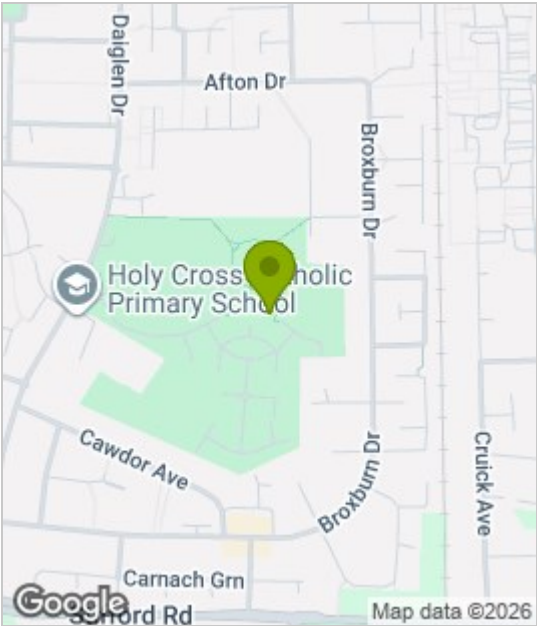 Daiglen Dr
Afton Dr
Broxburn Dr
Holy Cross
Primary School
Cawdor Ave
Broxburn Dr
Cruick Ave
Carnach Grn
Google
Rd
Map data ©2026